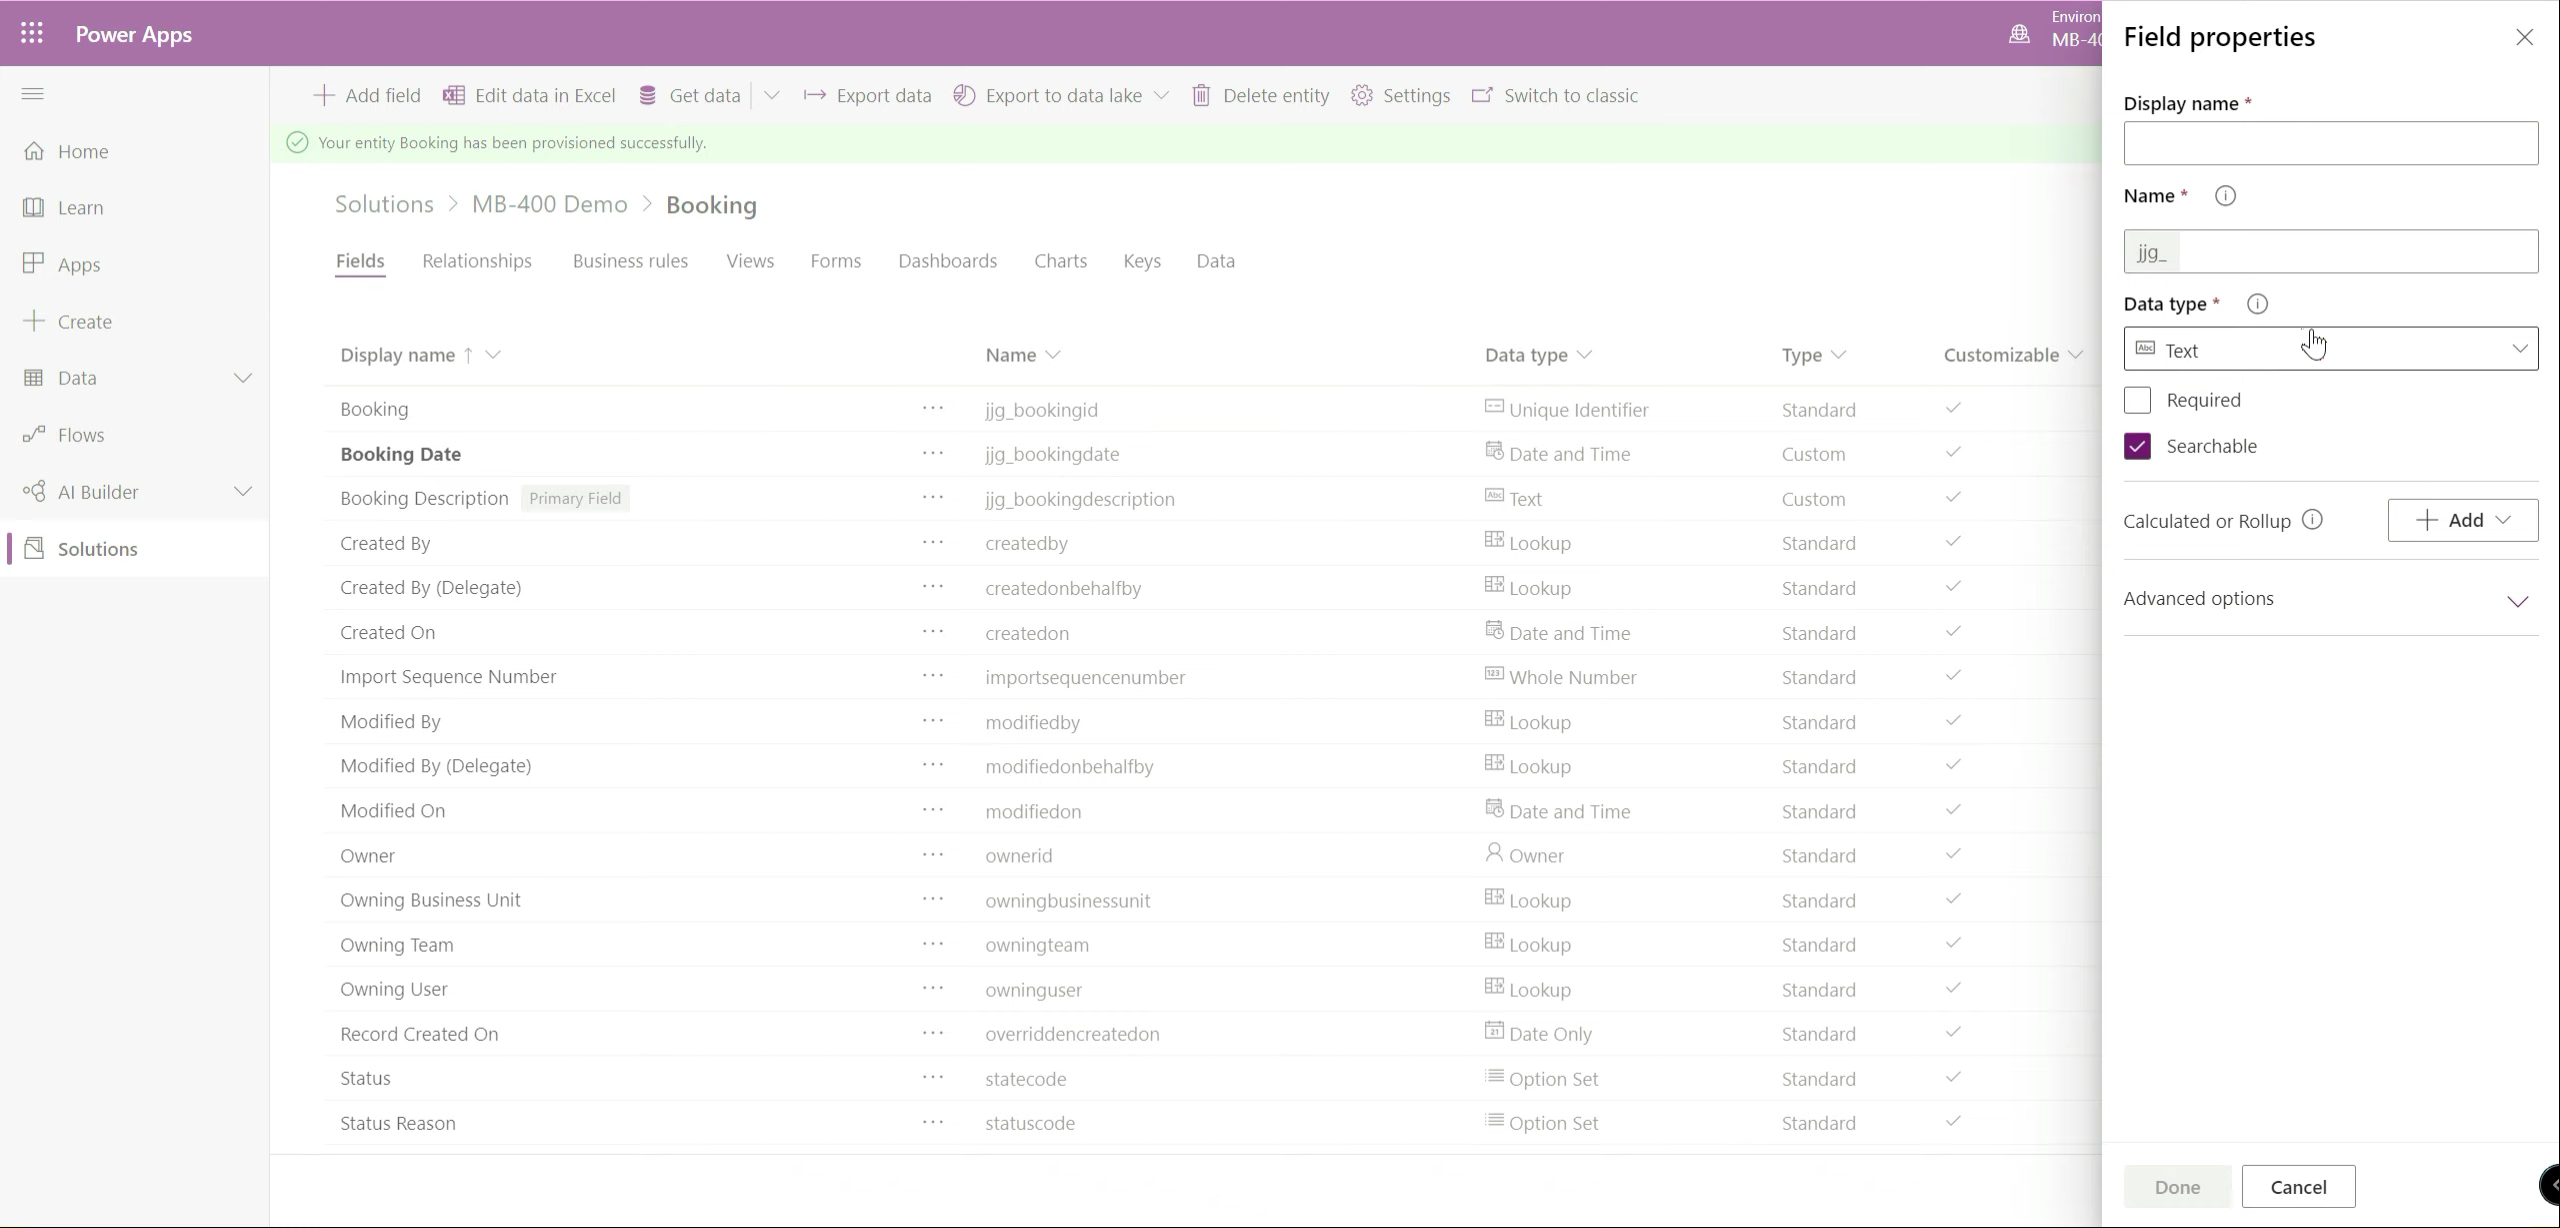 Power Apps
Environ
MB-40
Field properties
Add field
Edit data in Excel
Get data
Export data
Export to data lake
Delete entity
Settings
Switch to classic
Your entity Booking has been provisioned successfully.
Home
Learn
Apps
Create
Data
Flows
AI Builder
Solutions
Solutions > MB-400 Demo > Booking
Fields Relationships Business rules Views Forms Dashboards Charts Keys Data
Display name ↑ Name Data type Type Customizable
Booking ··· jjg_bookingid Unique Identifier Standard ✓
Booking Date ··· jjg_bookingdate Date and Time Custom ✓
Booking Description Primary Field ··· jjg_bookingdescription Abc Text Custom ✓
Created By ··· createdby Lookup Standard ✓
Created By (Delegate) ··· createdonbehalfby Lookup Standard ✓
Created On ··· createdon Date and Time Standard ✓
Import Sequence Number ··· importsequencenumber 123 Whole Number Standard ✓
Modified By ··· modifiedby Lookup Standard ✓
Modified By (Delegate) ··· modifiedonbehalfby Lookup Standard ✓
Modified On ··· modifiedon Date and Time Standard ✓
Owner ··· ownerid Owner Standard ✓
Owning Business Unit ··· owningbusinessunit Lookup Standard ✓
Owning Team ··· owningteam Lookup Standard ✓
Owning User ··· owninguser Lookup Standard ✓
Record Created On ··· overriddencreatedon 21 Date Only Standard ✓
Status ··· statecode Option Set Standard ✓
Status Reason ··· statuscode Option Set Standard ✓
Display name *
Name *
jjg_
Data type *
Abc Text
Required
Searchable
Calculated or Rollup
+ Add
Advanced options
Done
Cancel